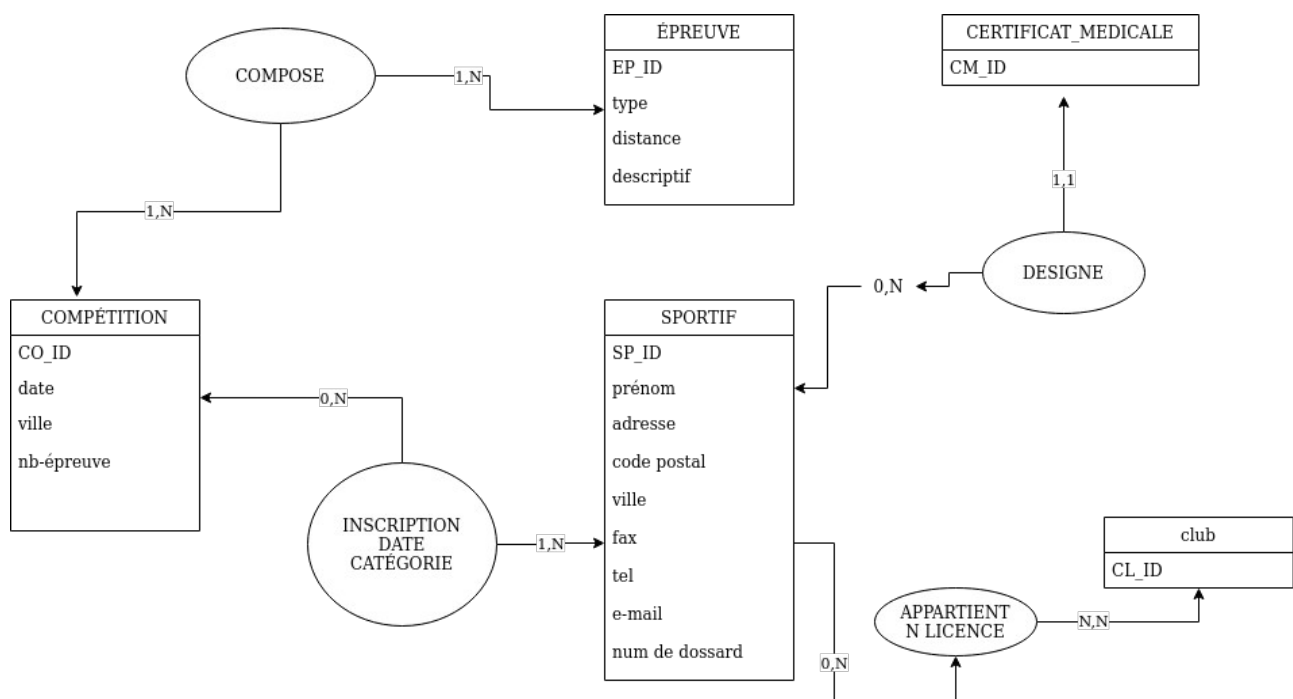 COMPOSE
1,N
1,N
ÉPREUVE
EP_ID
type
distance
descriptif
CERTIFICAT_MEDICALE
CM_ID
1,1
DESIGNE
0,N
COMPÉTITION
CO_ID
date
ville
nb-épreuve
0,N
INSCRIPTION
DATE
CATÉGORIE
1,N
SPORTIF
SP_ID
prénom
adresse
code postal
ville
fax
tel
e-mail
num de dossard
0,N
APPARTIENT
N LICENCE
N,N
club
CL_ID